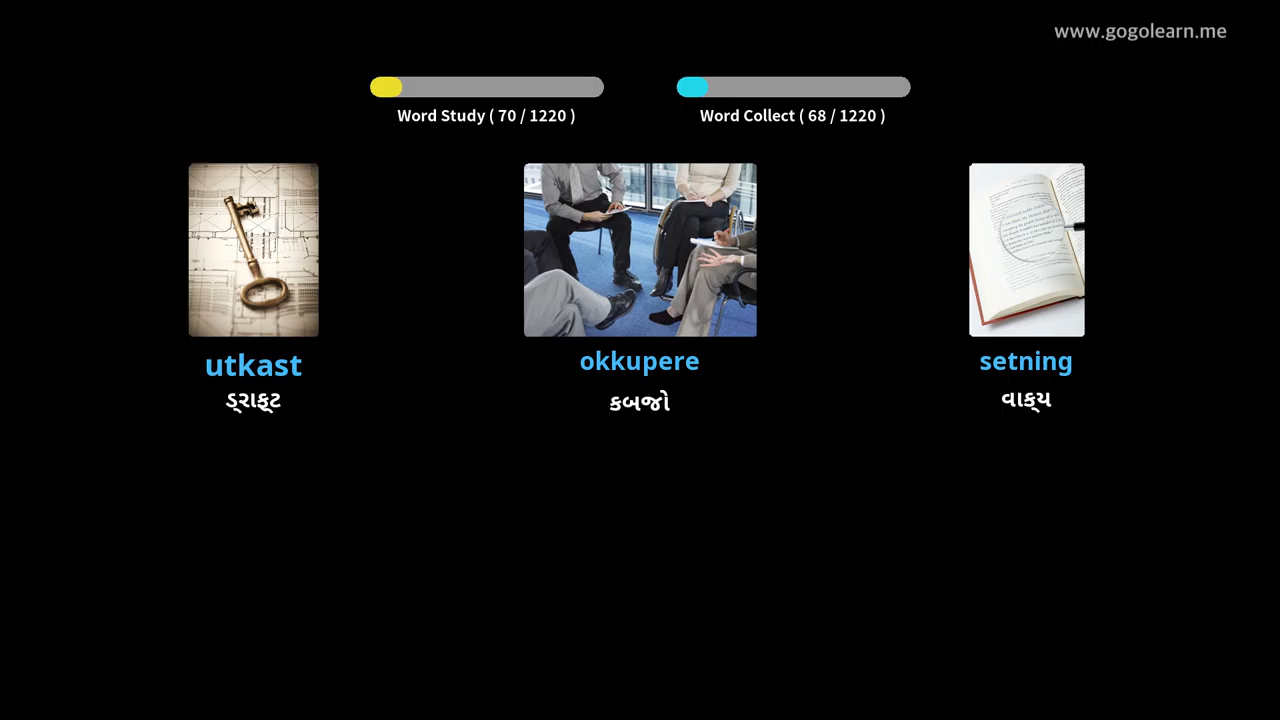 www.gogolearn.me
Word Study ( 70 / 1220 )
Word Collect ( 68 / 1220 )
utkast
ડ્રાફ્ટ
okkupere
કબજો
setning
વાક્ય